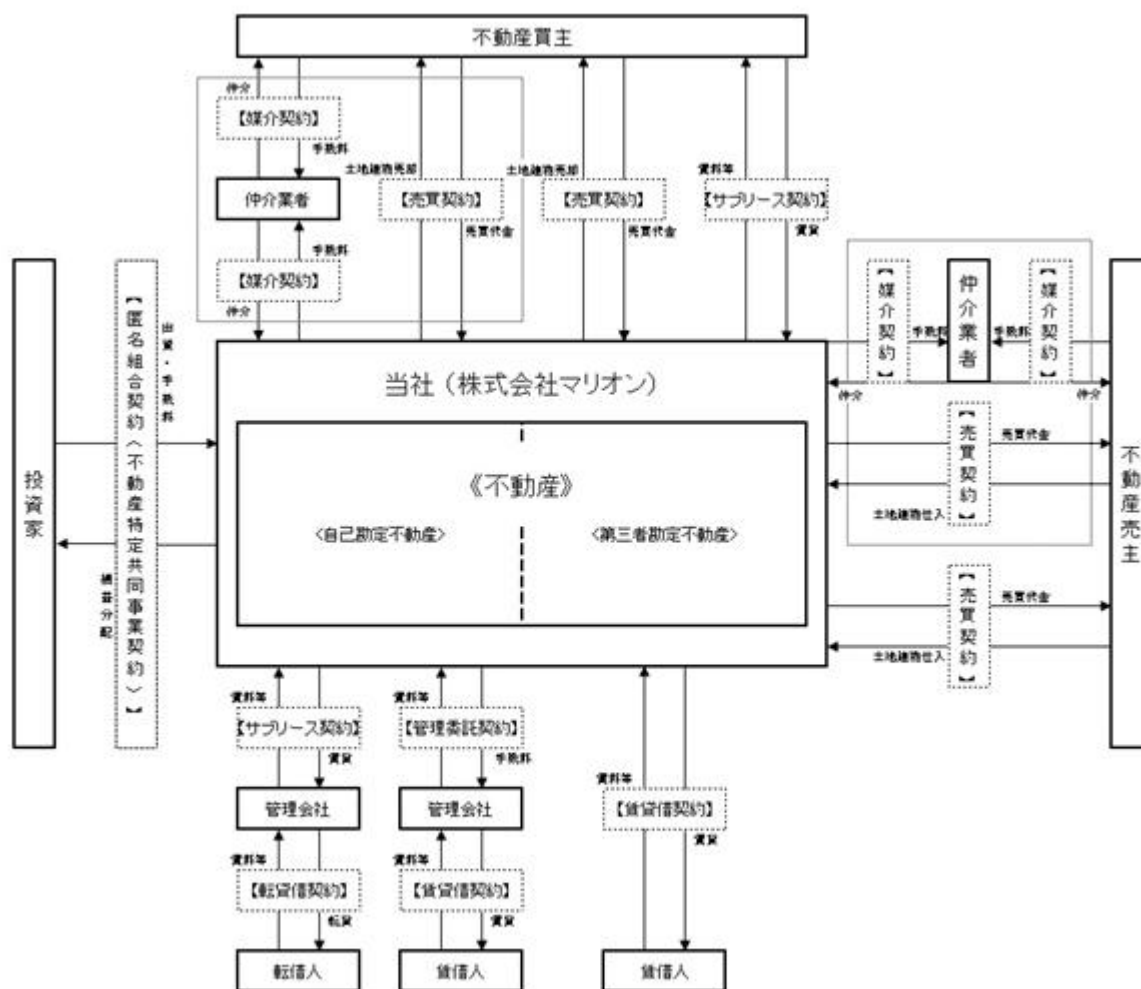 不動産買主
仲介
【媒介契約】
手数料
仲介業者
手数料
【媒介契約】
仲介
土地建物売却
【売買契約】
売買代金
土地建物売却
【売買契約】
売買代金
賃料等
【サブリース契約】
賃貸
投資家
【匿名組合契約〈不動産特定共同事業契約〉】
出資・手数料
損益分配
当社（株式会社マリオン）
《不動産》
<自己勘定不動産>
<第三者勘定不動産>
【媒介契約】
手数料
仲介業者
手数料
【媒介契約】
仲介
仲介
【売買契約】
売買代金
土地建物仕入
【売買契約】
売買代金
土地建物仕入
不動産売主
賃料等
【サブリース契約】
賃貸
管理会社
賃料等
【転貸借契約】
転貸
転借人
賃料等
【管理委託契約】
手数料
管理会社
賃料等
【賃貸借契約】
賃貸
賃借人
賃料等
【賃貸借契約】
賃貸
賃借人